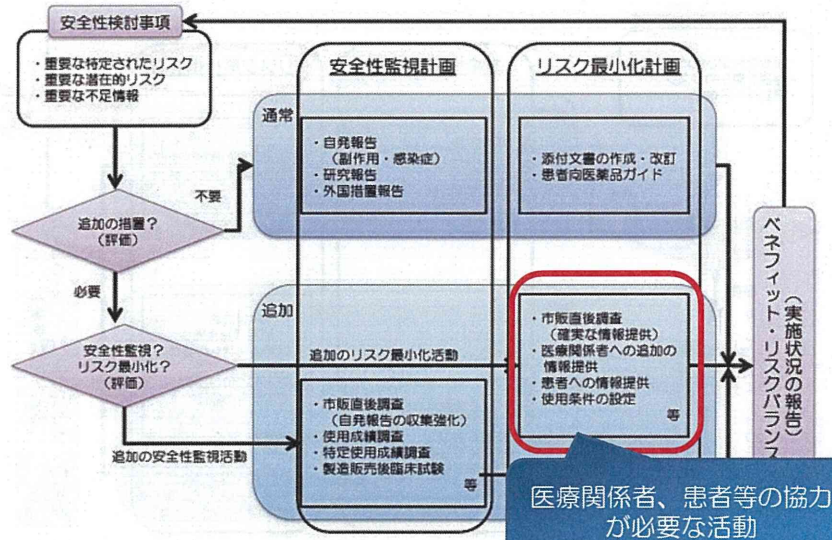 安全性検討事項
・重要な特定されたリスク
・重要な潜在的リスク
・重要な不足情報
安全性監視計画
リスク最小化計画
通常
・自発報告
（副作用・感染症）
・研究報告
・外国措置報告
・添付文書の作成・改訂
・患者向医薬品ガイド
不要
追加の措置？
（評価）
必要
追加
安全性監視？
リスク最小化？
（評価）
追加のリスク最小化活動
・市販直後調査
（確実な情報提供）
・医療関係者への追加の
情報提供
・患者への情報提供
・使用条件の設定
等
・市販直後調査
（自発報告の収集強化）
・使用成績調査
・特定使用成績調査
・製造販売後臨床試験
等
追加の安全性監視活動
（実施状況の報告）
ベネフィット・リスクバランス
医療関係者、患者等の協力
が必要な活動